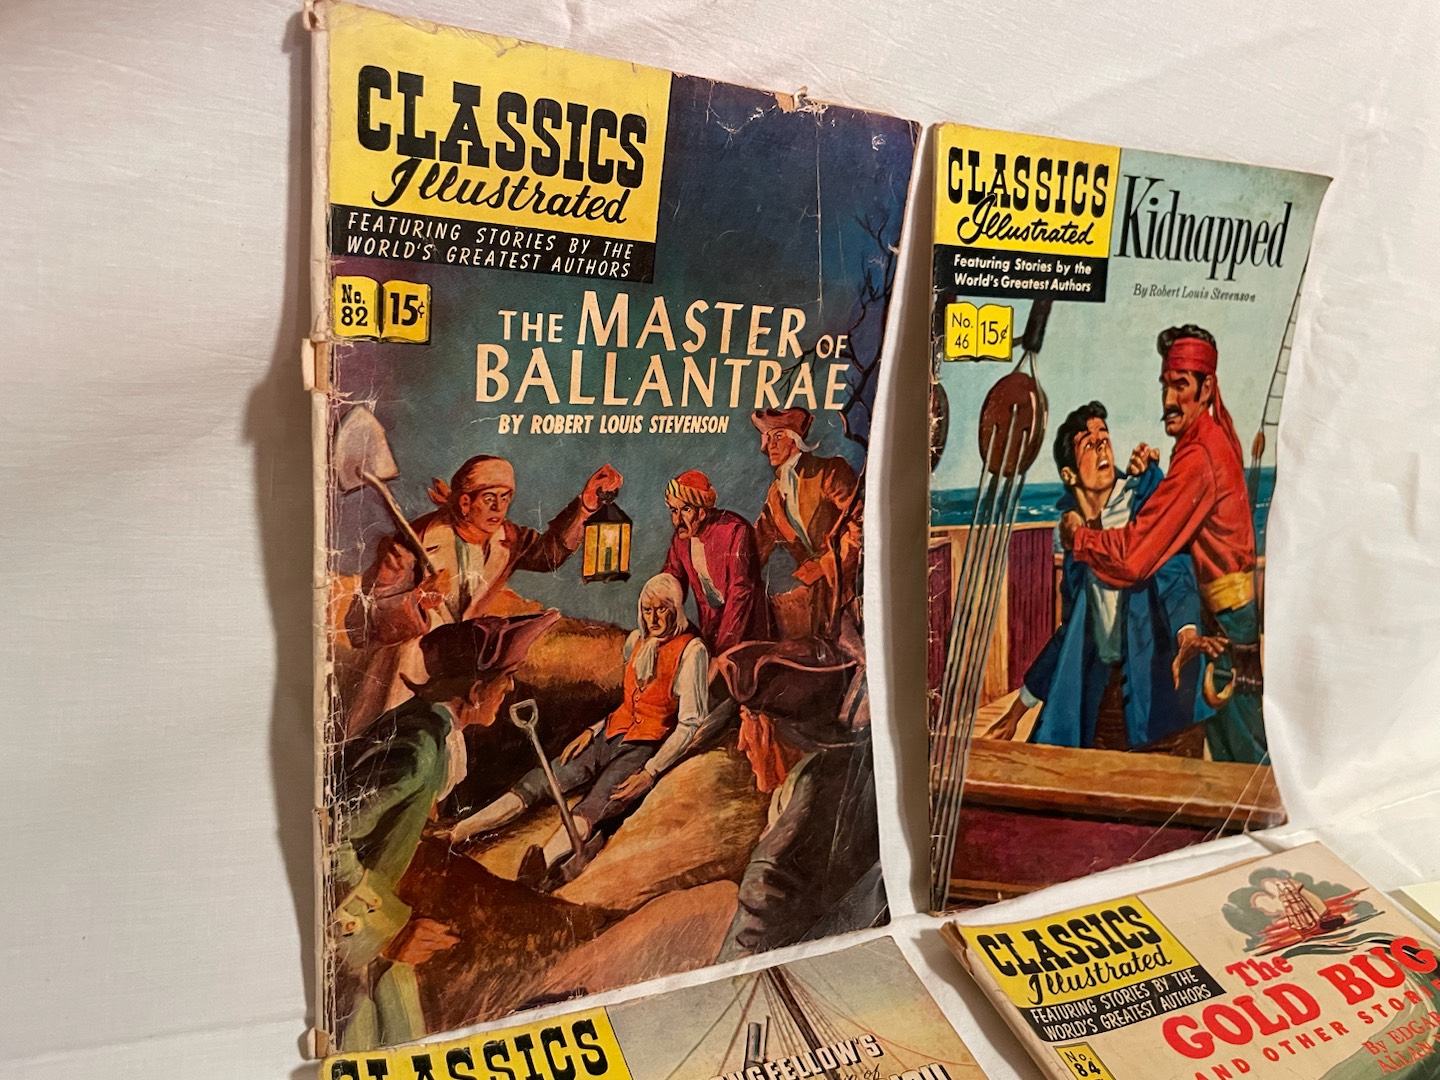 CLASSICS
Illustrated
FEATURING STORIES BY THE
WORLD'S GREATEST AUTHORS
No.
82
15¢
THE MASTER OF
BALLANTRAE
BY ROBERT LOUIS STEVENSON
CLASSICS
Illustrated
Featuring Stories by the
World's Greatest Authors
No.
46
15¢
Kidnapped
By Robert Louis Stevenson
CLASSICS
CLASSICS
Illustrated
FEATURING STORIES BY THE
WORLD'S GREATEST AUTHORS
No.
84
The
GOLD BUG
AND OTHER
By